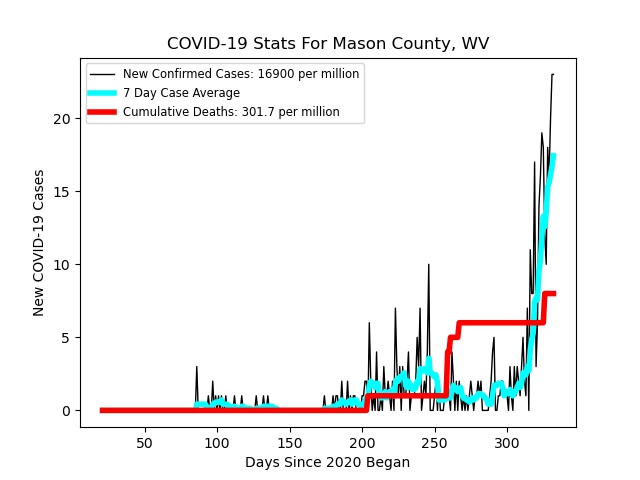 COVID-19 Stats For Mason County, WV
New Confirmed Cases: 16900 per million
7 Day Case Average
Cumulative Deaths: 301.7 per million
New COVID-19 Cases
20
15
10
5
0
50 100 150 200 250 300
Days Since 2020 Began